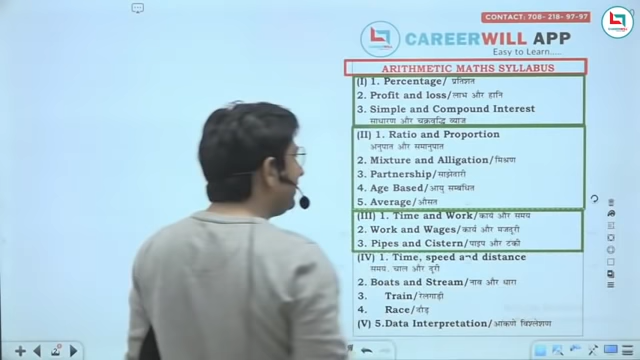 CONTACT: 708- 218- 97-97
CAREERWILL
CAREERWILL APP
Easy to Learn.....
ARITHMETIC MATHS SYLLABUS
(I) 1. Percentage/ प्रतिशत
2. Profit and loss/लाभ और हानि
3. Simple and Compound Interest
साधारण और चक्रवृद्धि ब्याज
(II) 1. Ratio and Proportion
अनुपात और समानुपात
2. Mixture and Alligation/मिश्रण
3. Partnership/साझेदारी
4. Age Based/आयु सम्बंधित
5. Average/औसत
(III) 1. Time and Work/कार्य और समय
2. Work and Wages/कार्य और मजदूरी
3. Pipes and Cistern/पाइप और टंकी
(IV) 1. Time, speed and distance
समय, चाल और दूरी
2. Boats and Stream/नाव और धारा
3. Train/रेलगाड़ी
4. Race/दौड़
(V) 5.Data Interpretation/आंकणे विश्लेशण